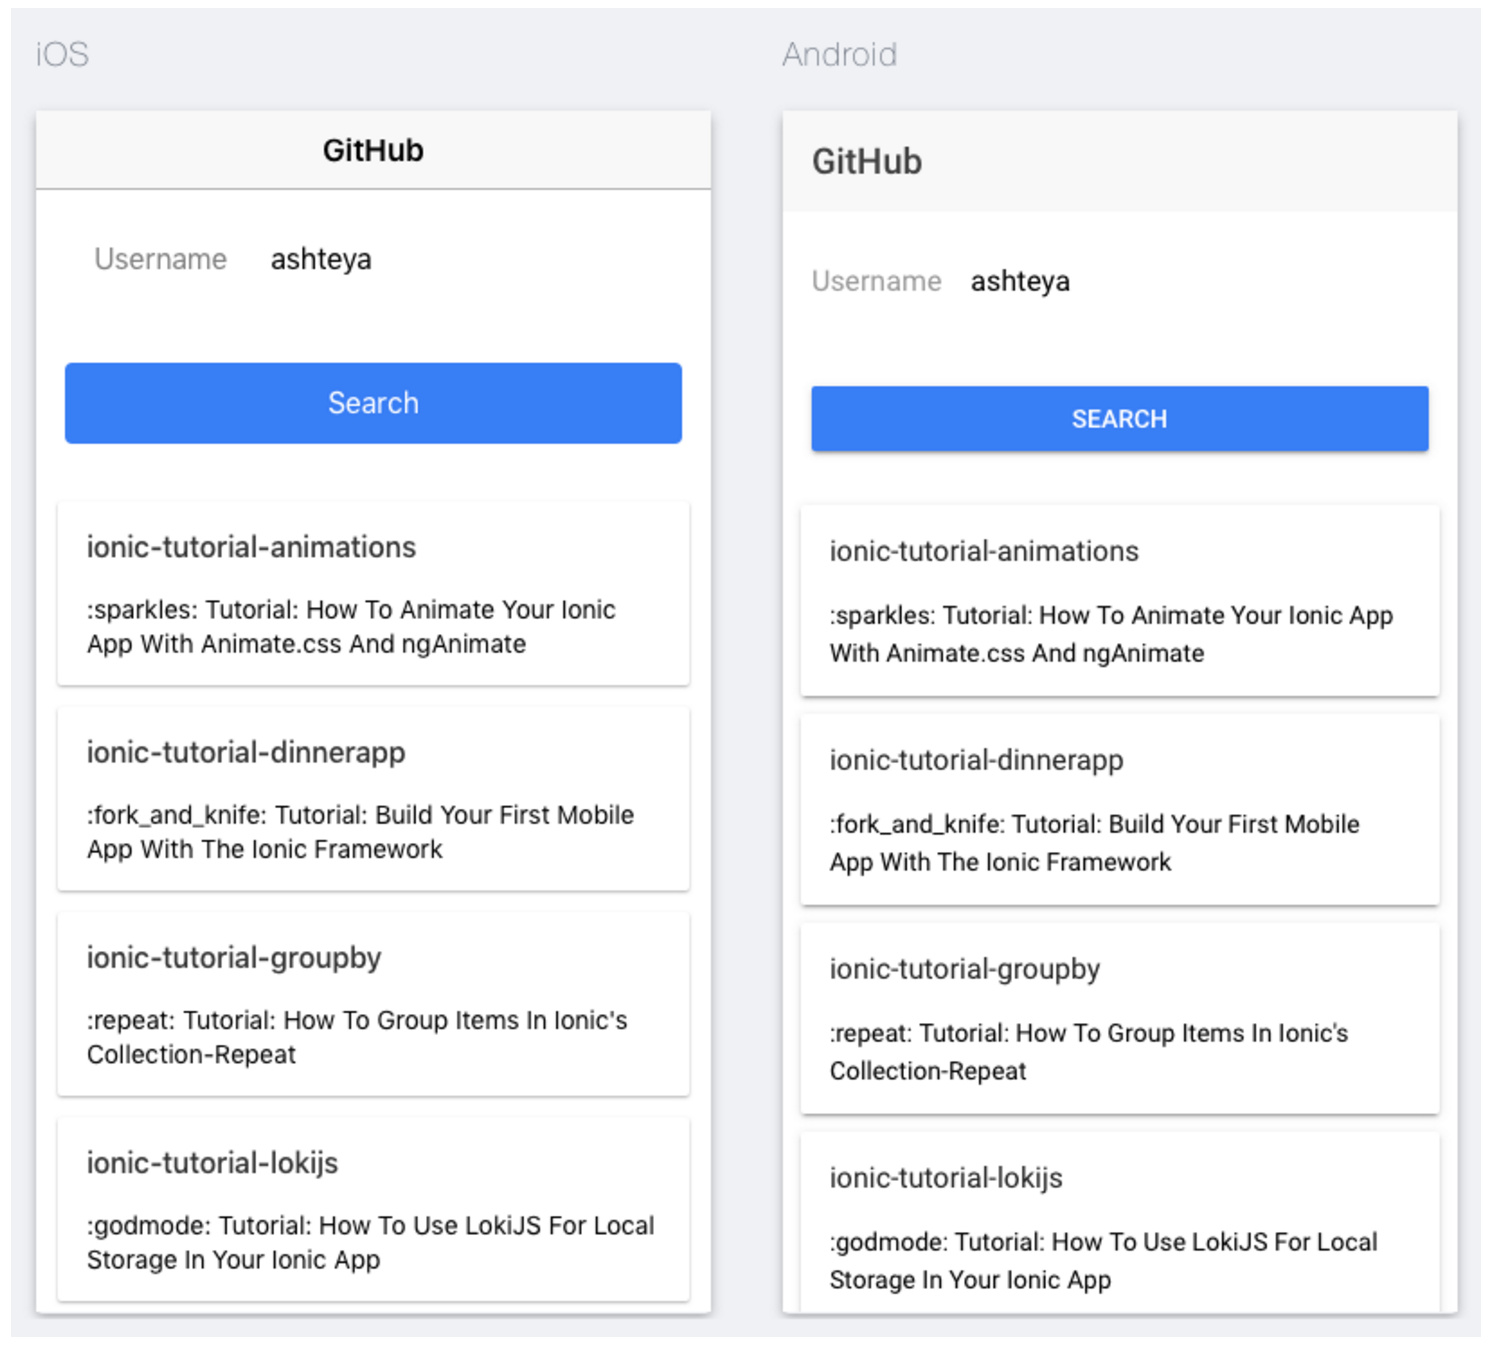 iOS
GitHub
Username ashteya
Search
ionic-tutorial-animations
:sparkles: Tutorial: How To Animate Your Ionic
App With Animate.css And ngAnimate
ionic-tutorial-dinnerapp
:fork_and_knife: Tutorial: Build Your First Mobile
App With The Ionic Framework
ionic-tutorial-groupby
:repeat: Tutorial: How To Group Items In Ionic's
Collection-Repeat
ionic-tutorial-lokijs
:godmode: Tutorial: How To Use LokiJS For Local
Storage In Your Ionic App
Android
GitHub
Username ashteya
SEARCH
ionic-tutorial-animations
:sparkles: Tutorial: How To Animate Your Ionic App
With Animate.css And ngAnimate
ionic-tutorial-dinnerapp
:fork_and_knife: Tutorial: Build Your First Mobile
App With The Ionic Framework
ionic-tutorial-groupby
:repeat: Tutorial: How To Group Items In Ionic's
Collection-Repeat
ionic-tutorial-lokijs
:godmode: Tutorial: How To Use LokiJS For Local
Storage In Your Ionic App